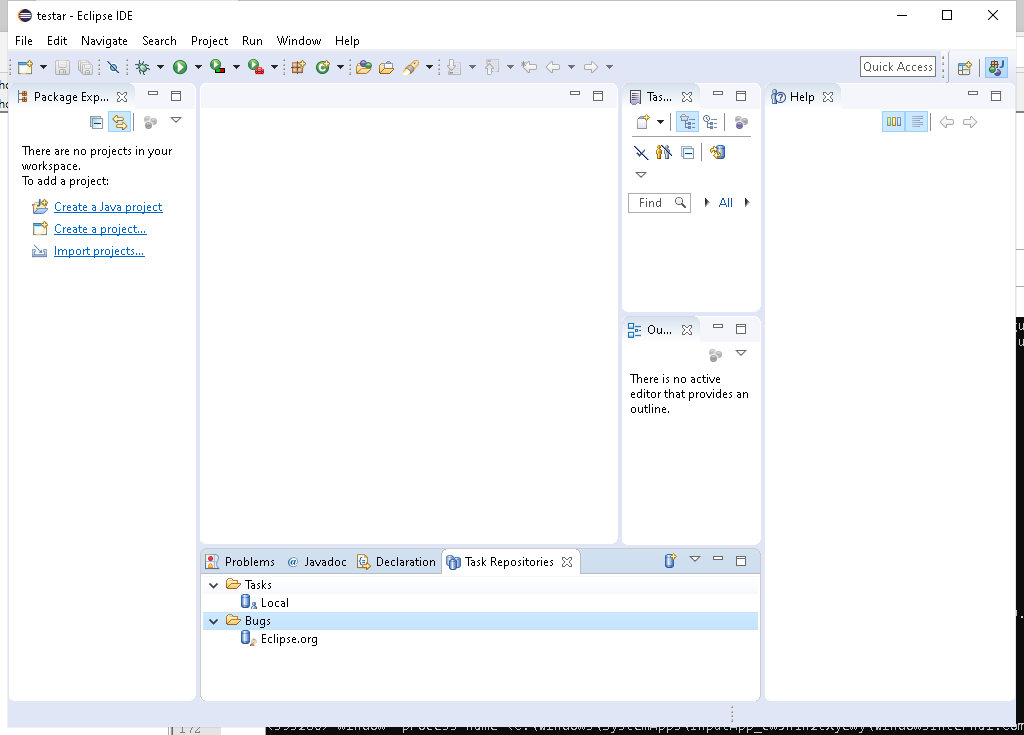 testar - Eclipse IDE
File Edit Navigate Search Project Run Window Help
Quick Access
Package Exp...
There are no projects in your
workspace.
To add a project:
Create a Java project
Create a project...
Import projects...
Tas...
Find
All
Ou...
There is no active
editor that provides an
outline.
Help
Problems @ Javadoc Declaration Task Repositories
Tasks
Local
Bugs
Eclipse.org
172